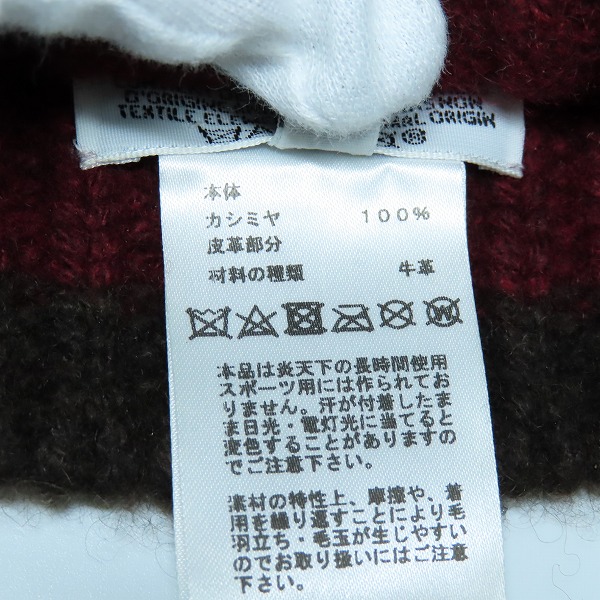 TEXTILE
ORIGIN
本体
カシミヤ 100%
皮革部分
材料の種類 牛革
W
本品は炎天下の長時間使用
スポーツ用には作られてお
りません。汗が付着したま
ま日光・電灯光に当てると
変色することがありますの
でご注意下さい。
素材の特性上、摩擦や、着
用を繰り返すことにより毛
羽立ち・毛玉が生じやすい
のでお取り扱いにはご注意
下さい。